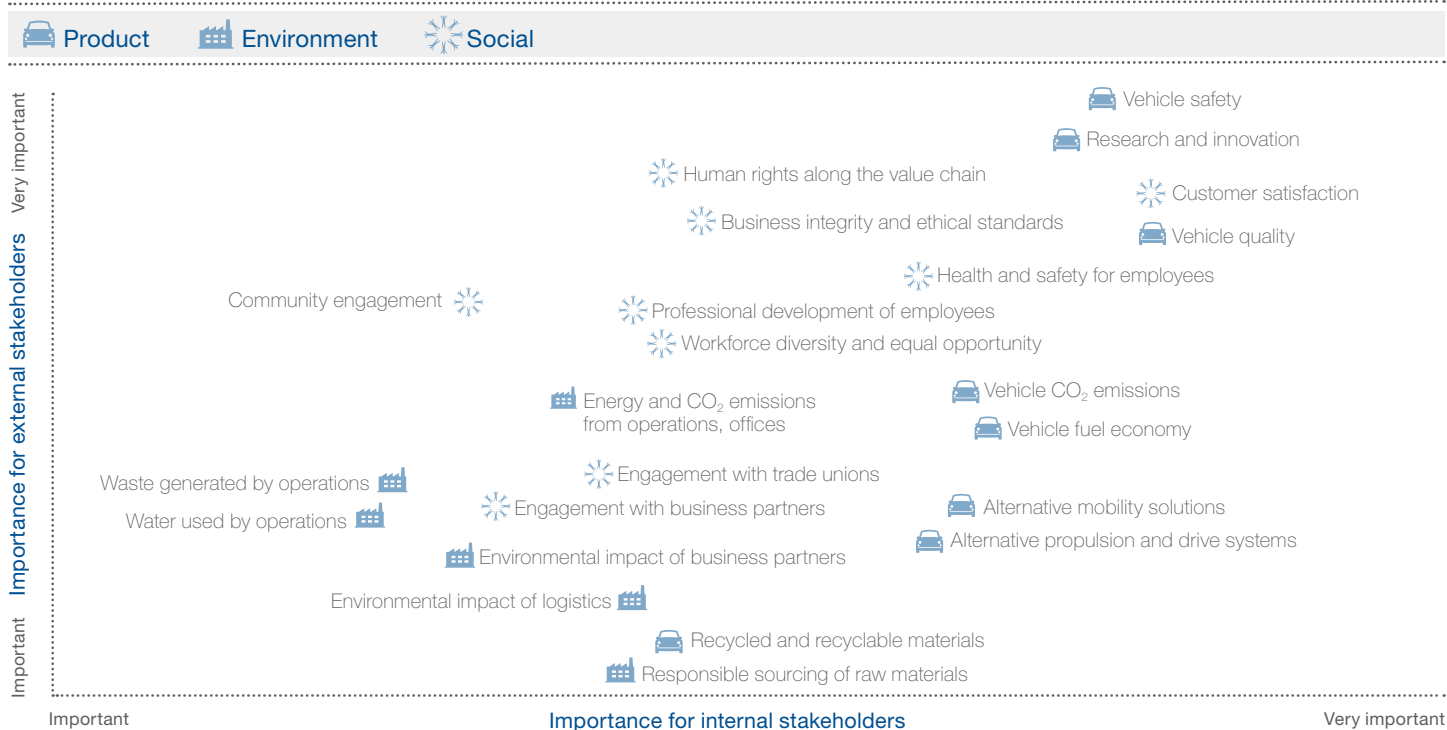 Product Environment Social
Very important
Importance for external stakeholders
Important
Vehicle safety
Research and innovation
Human rights along the value chain
Customer satisfaction
Business integrity and ethical standards
Vehicle quality
Health and safety for employees
Community engagement
Professional development of employees
Workforce diversity and equal opportunity
Vehicle CO₂ emissions
Energy and CO₂ emissions
from operations, offices
Vehicle fuel economy
Engagement with trade unions
Waste generated by operations
Engagement with business partners
Alternative mobility solutions
Water used by operations
Alternative propulsion and drive systems
Environmental impact of business partners
Environmental impact of logistics
Recycled and recyclable materials
Responsible sourcing of raw materials
Important
Importance for internal stakeholders
Very important